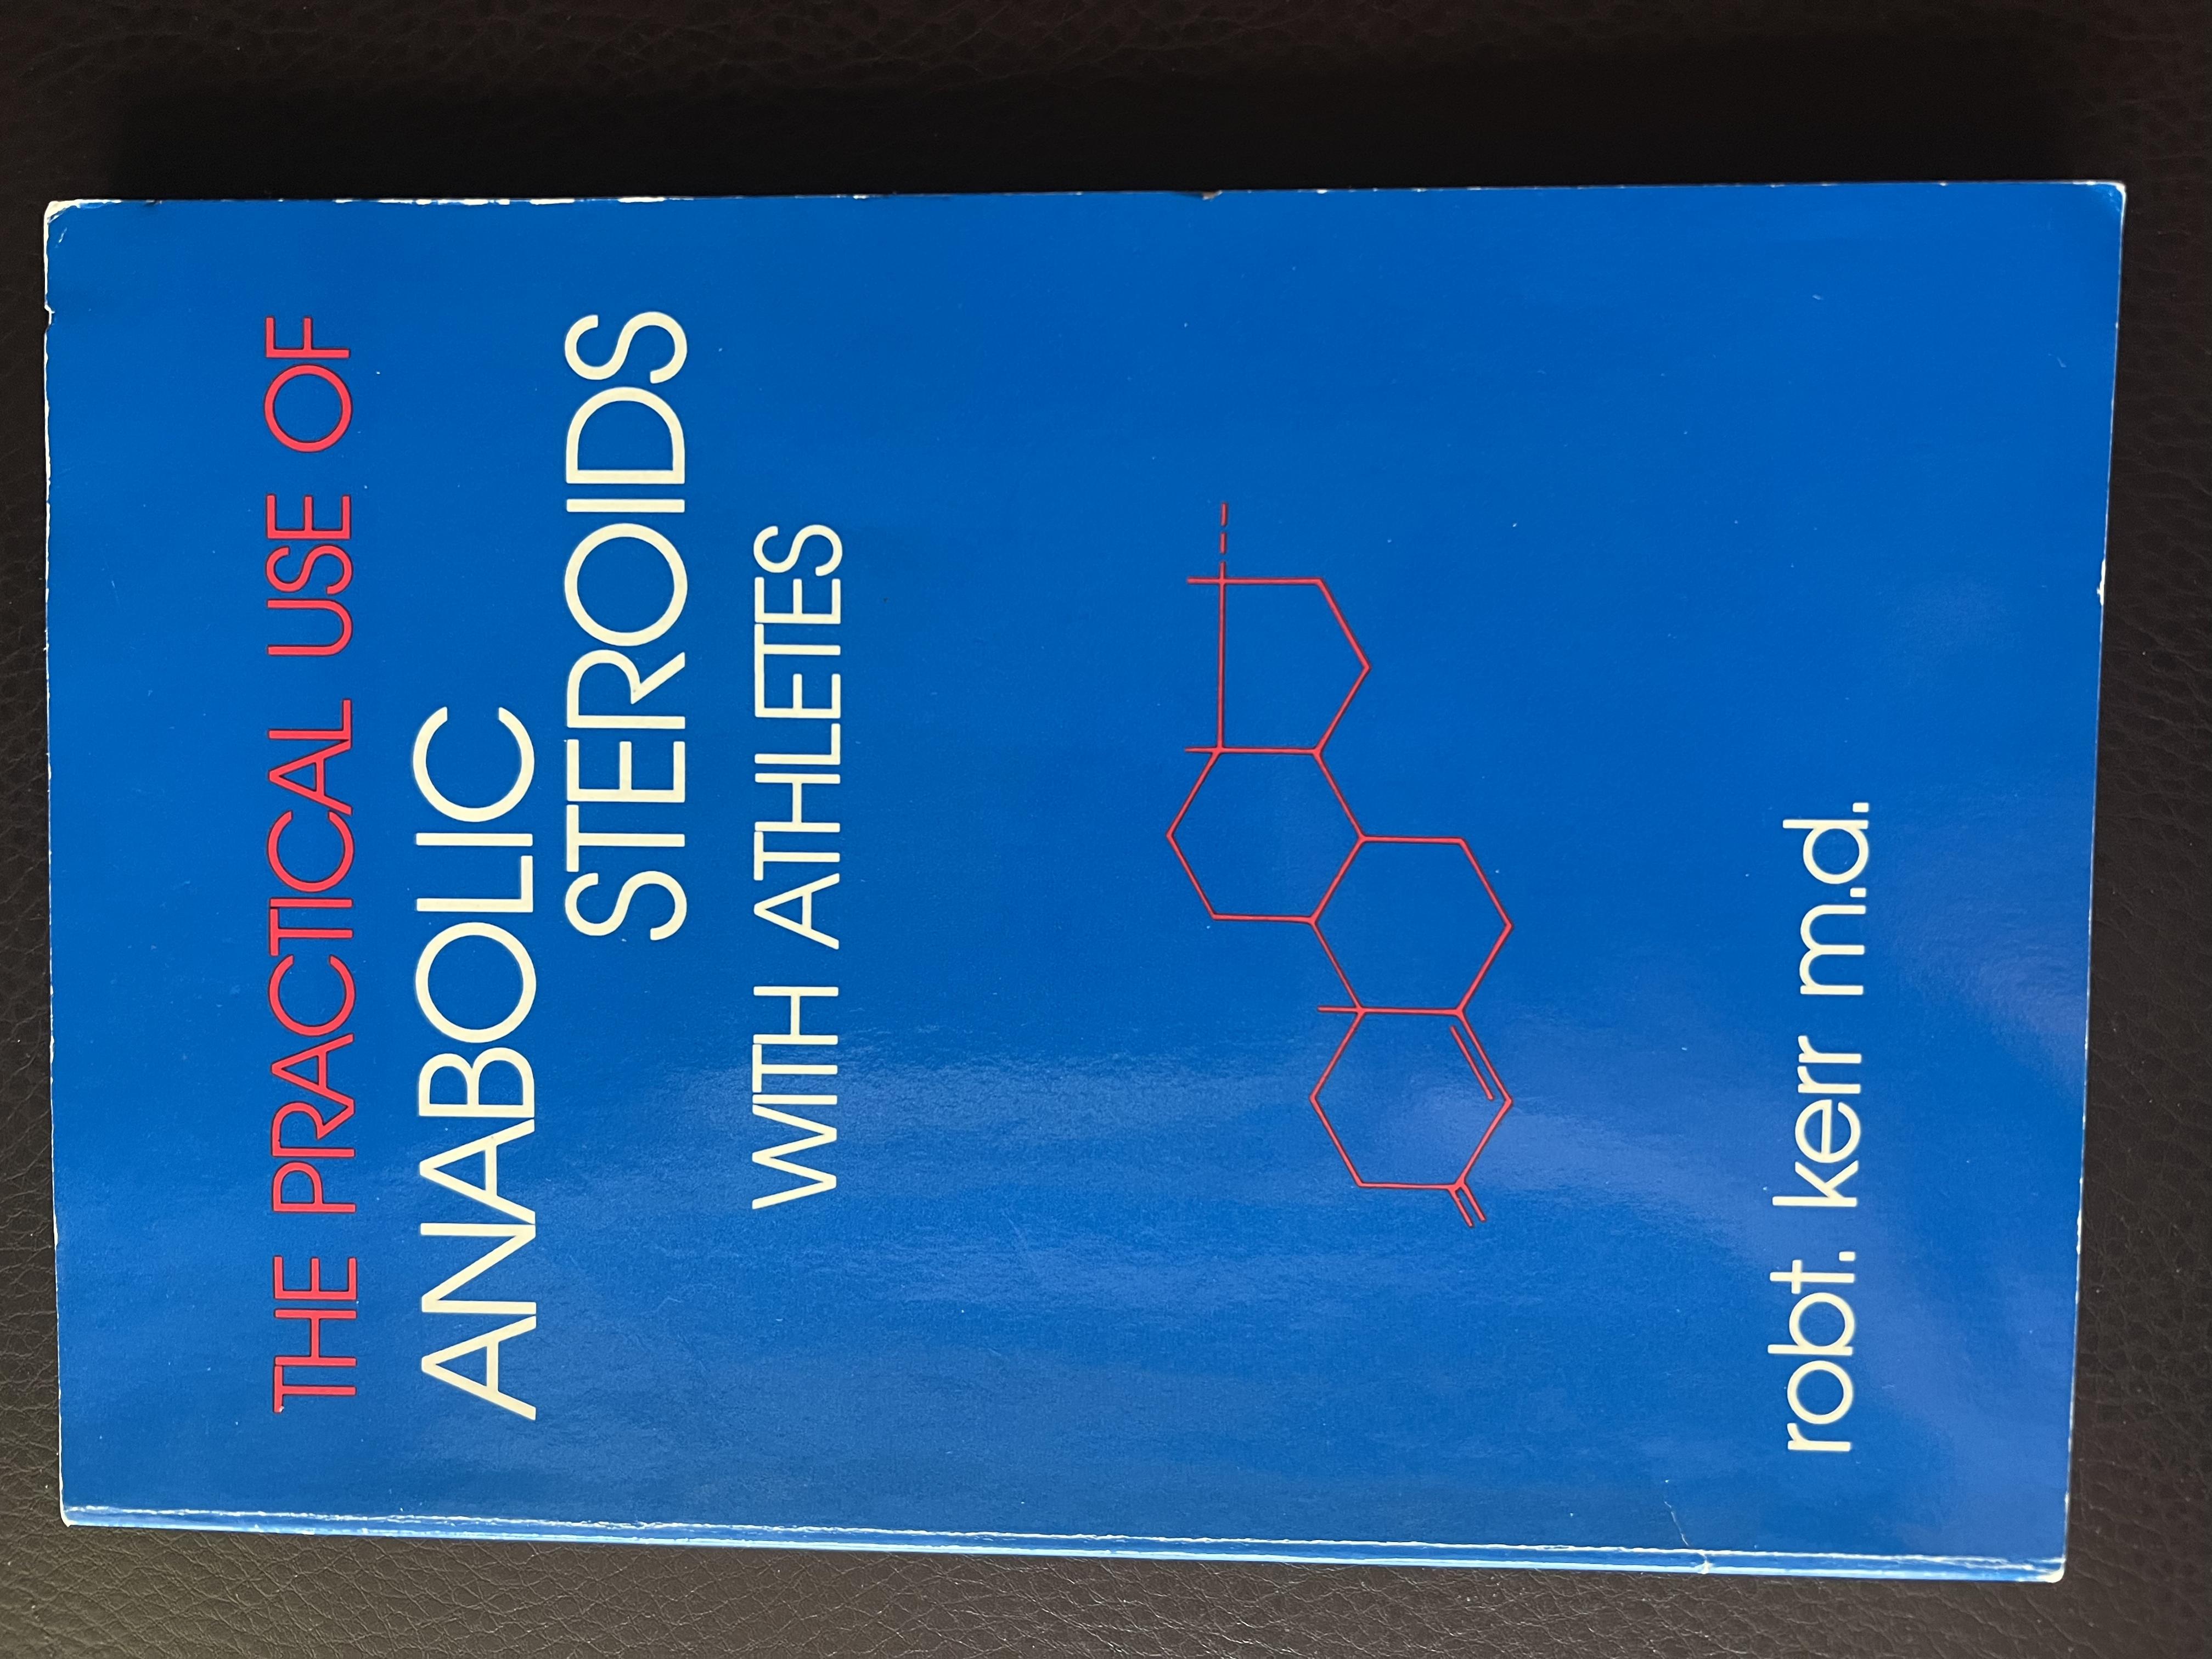 THE PRACTICAL USE OF
ANABOLIC
STEROIDS
WITH ATHLETES
robt. kerr m.d.